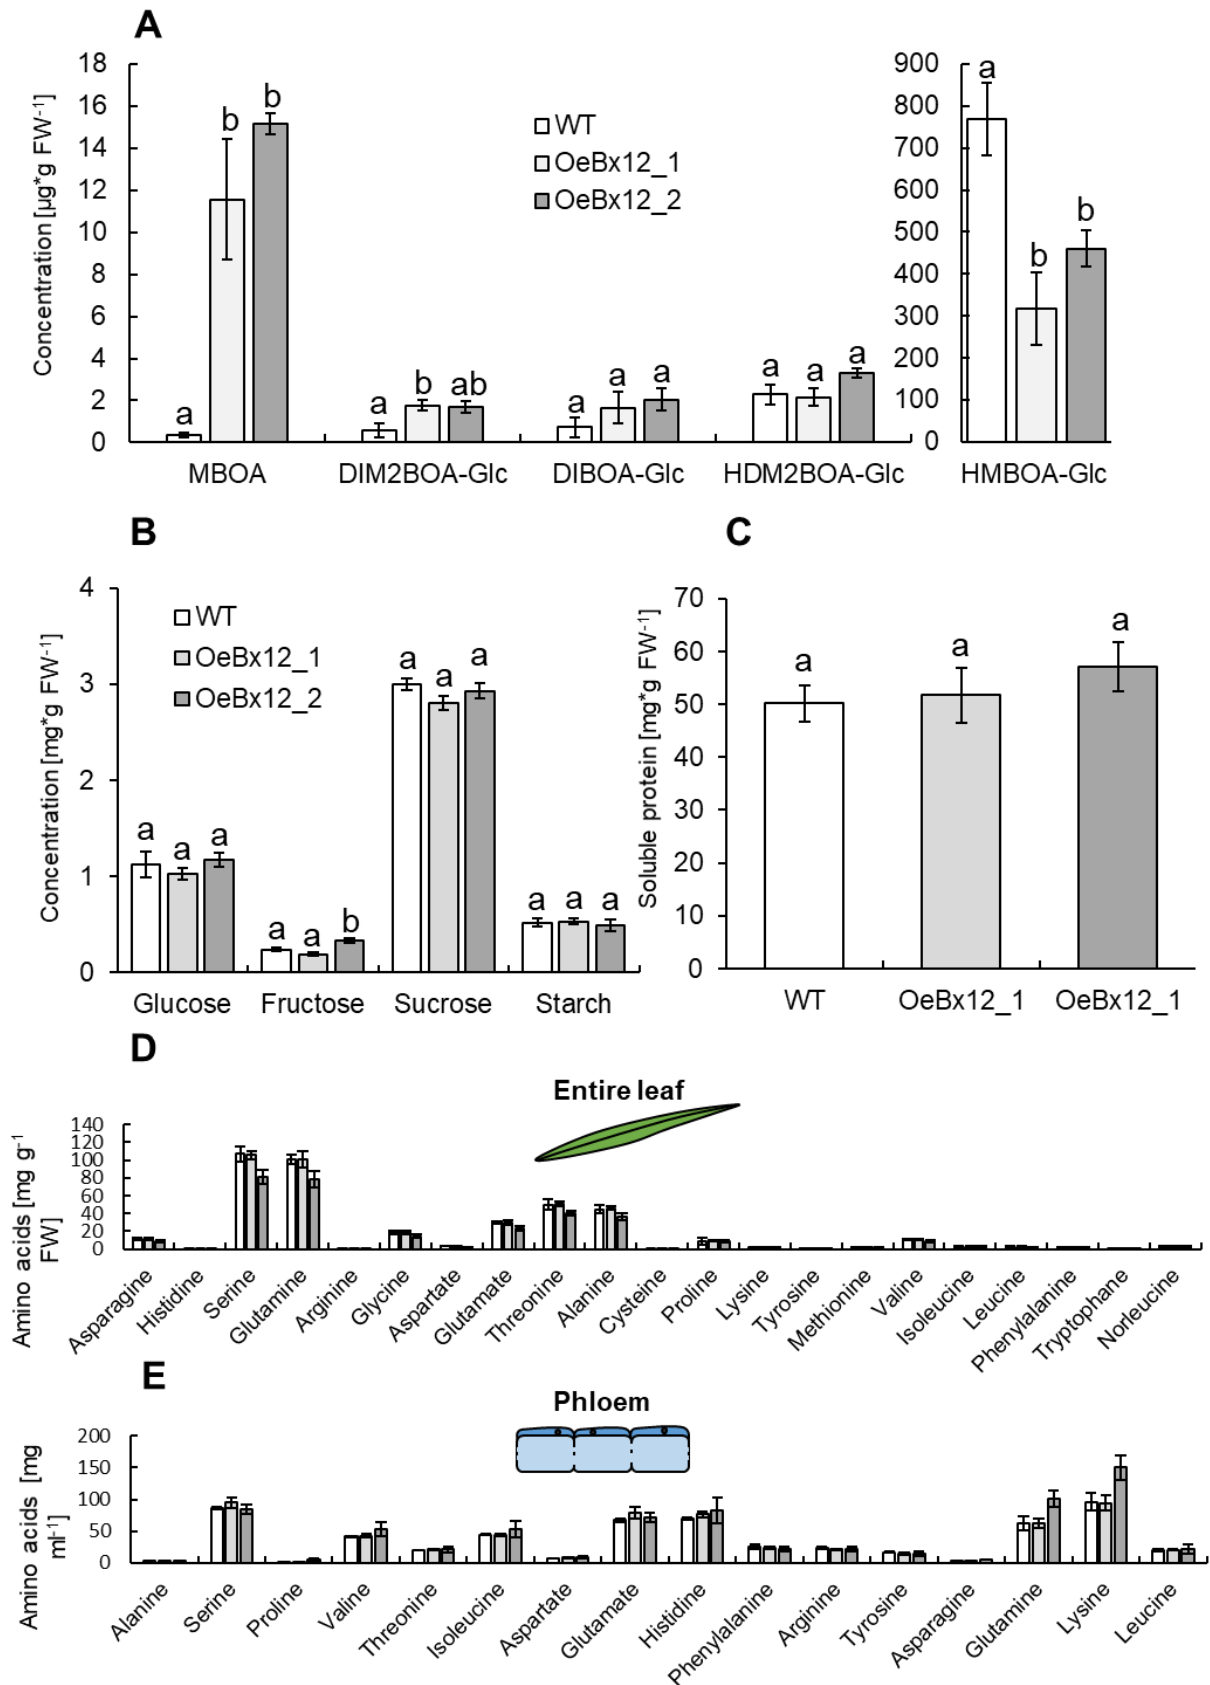 A
Concentration [µg*g FW-1]
18
16
14
12
10
8
6
4
2
0
a
b
b
a
b
ab
a
a
a
a
a
a
WT
OeBx12_1
OeBx12_2
900
800
700
600
500
400
300
200
100
0
a
b
b
MBOA
DIM2BOA-Glc
DIBOA-Glc
HDM2BOA-Glc
HMBOA-Glc
B
Concentration [mg*g FW-1]
4
3
2
1
0
WT
OeBx12_1
OeBx12_2
a
a
a
a
a
b
a
a
a
a
a
a
Glucose
Fructose
Sucrose
Starch
C
Soluble protein [mg*g FW-1]
70
60
50
40
30
20
10
0
a
a
a
WT
OeBx12_1
OeBx12_1
D
Entire leaf
Amino acids [mg g-1
FW]
140
120
100
80
60
40
20
0
Asparagine
Histidine
Serine
Glutamine
Arginine
Glycine
Aspartate
Glutamate
Threonine
Alanine
Cysteine
Proline
Lysine
Tyrosine
Methionine
Valine
Isoleucine
Leucine
Phenylalanine
Tryptophane
Norleucine
E
Phloem
Amino acids [mg
ml-1]
200
150
100
50
0
Alanine
Serine
Proline
Valine
Threonine
Isoleucine
Aspartate
Glutamate
Histidine
Phenylalanine
Arginine
Tyrosine
Asparagine
Glutamine
Lysine
Leucine